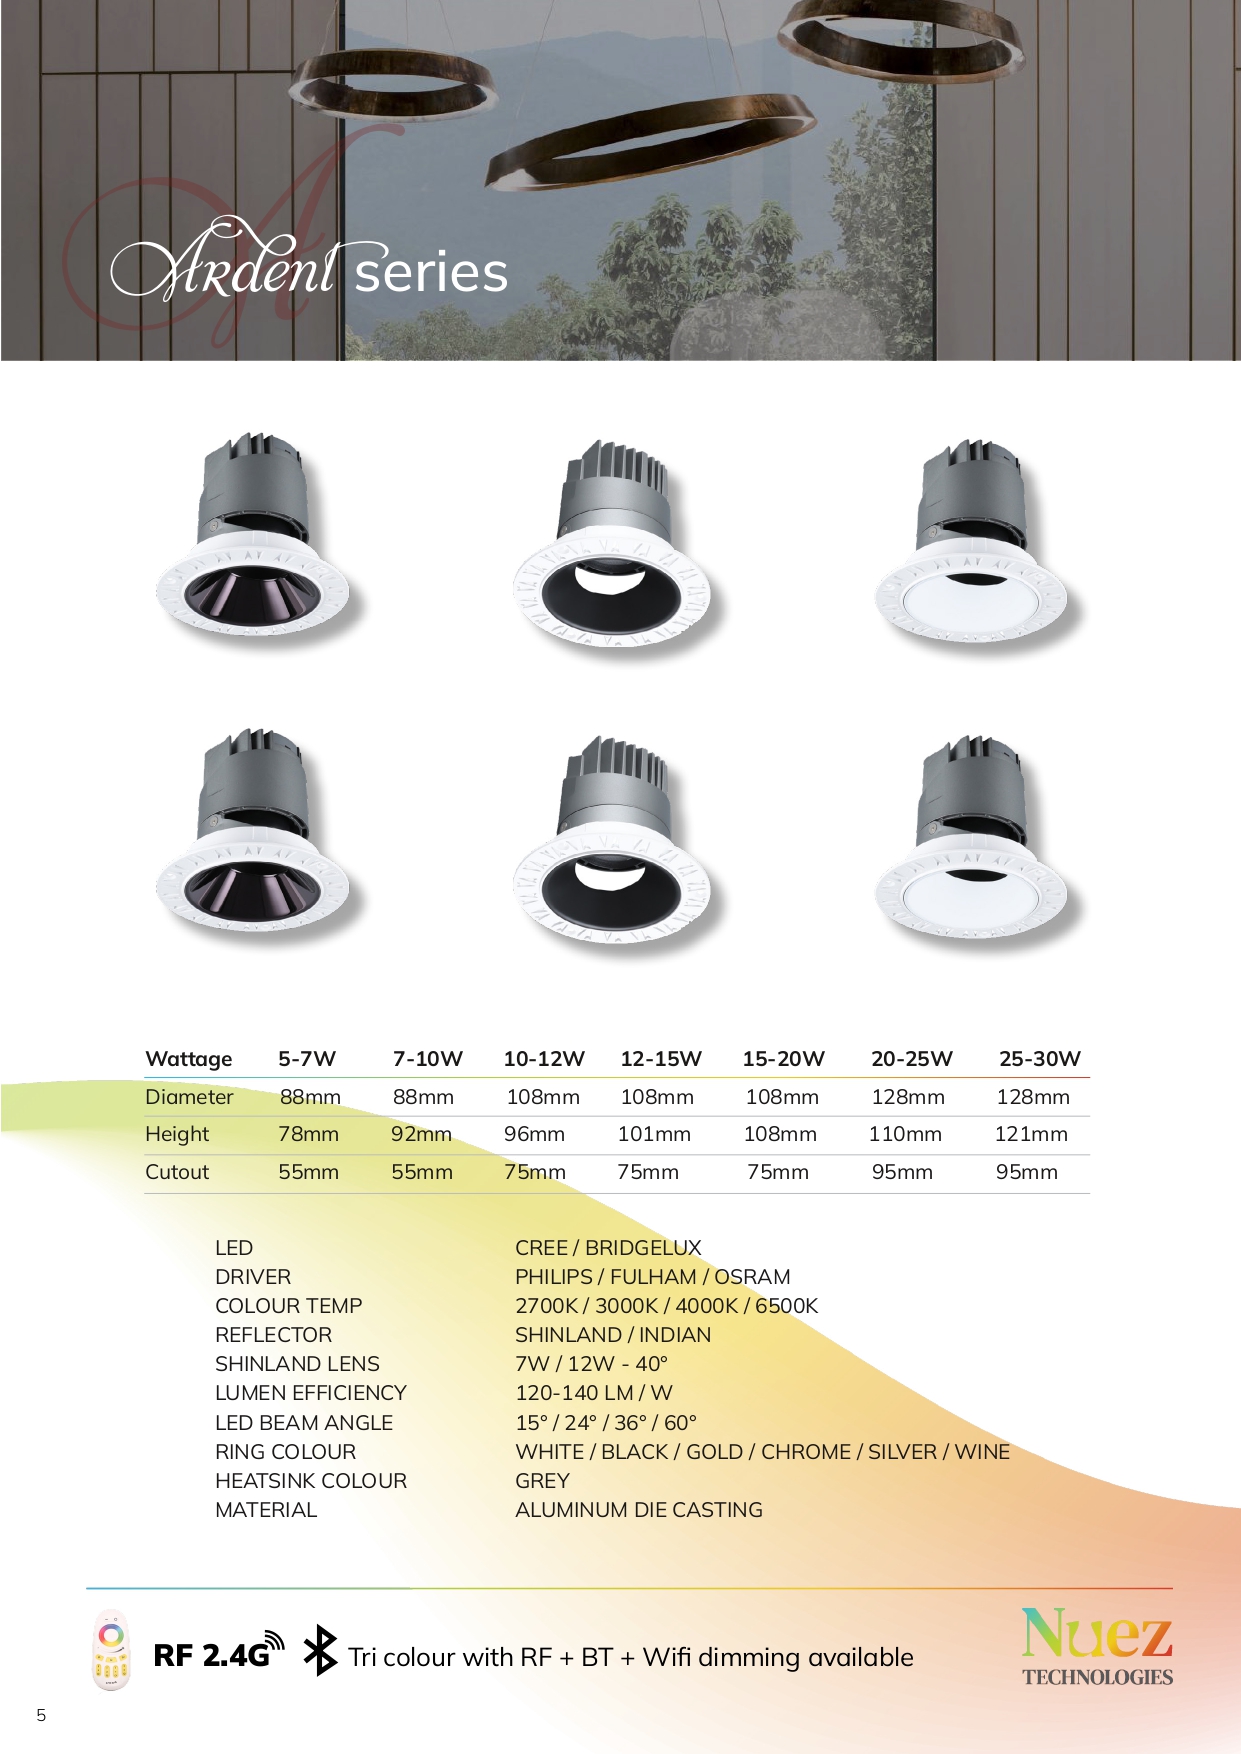 Ardent series
Wattage 5-7W 7-10W 10-12W 12-15W 15-20W 20-25W 25-30W
Diameter 88mm 88mm 108mm 108mm 108mm 128mm 128mm
Height 78mm 92mm 96mm 101mm 108mm 110mm 121mm
Cutout 55mm 55mm 75mm 75mm 75mm 95mm 95mm
LED CREE / BRIDGELUX
DRIVER PHILIPS / FULHAM / OSRAM
COLOUR TEMP 2700K / 3000K / 4000K / 6500K
REFLECTOR SHINLAND / INDIAN
SHINLAND LENS 7W / 12W - 40°
LUMEN EFFICIENCY 120-140 LM / W
LED BEAM ANGLE 15° / 24° / 36° / 60°
RING COLOUR WHITE / BLACK / GOLD / CHROME / SILVER / WINE
HEATSINK COLOUR GREY
MATERIAL ALUMINUM DIE CASTING
RF 2.4G Tri colour with RF + BT + Wifi dimming available
Nuez
TECHNOLOGIES
5